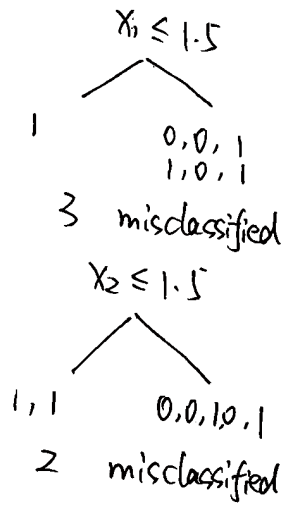 X₁ ≤ 1.5
1
0,0,1
1,0,1
3 misclassified
X₂ ≤ 1.5
1,1
0,0,1,0,1
2 misclassified